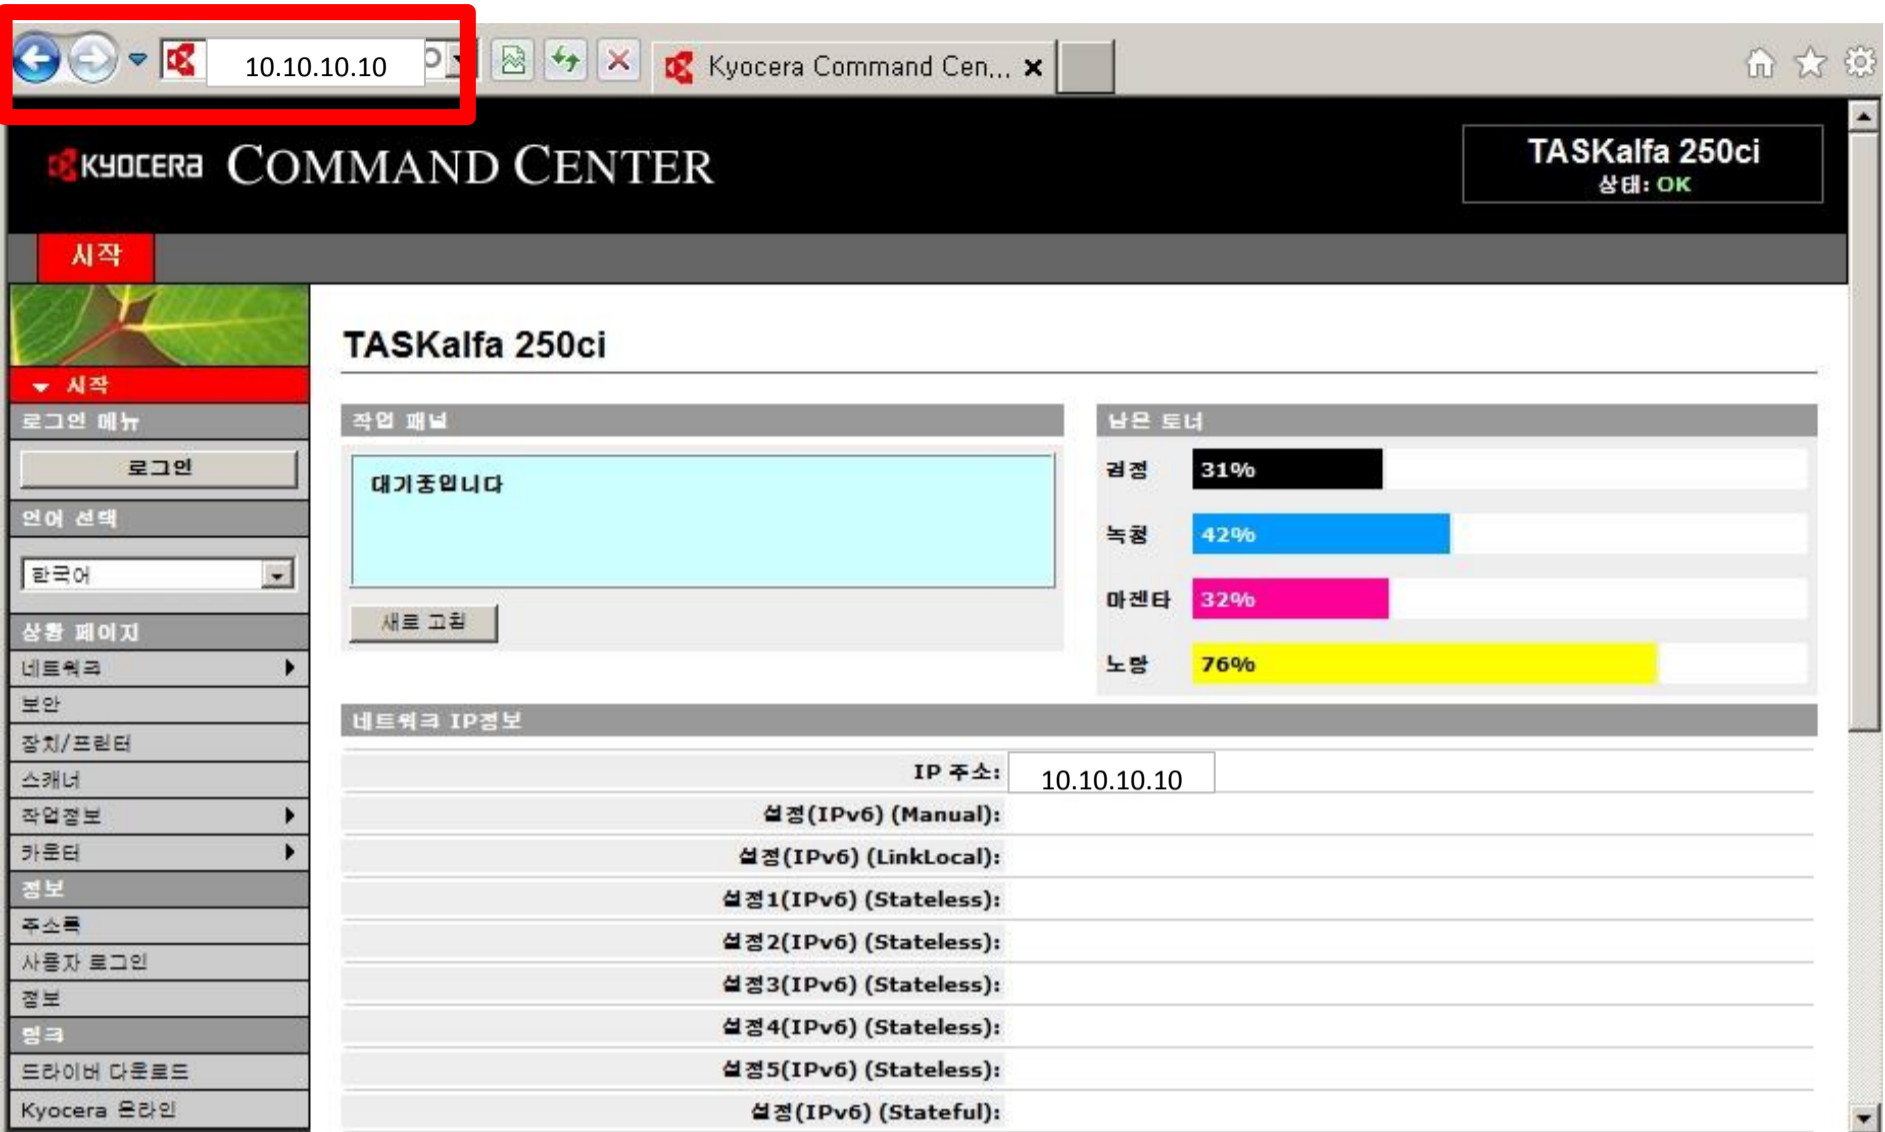 10.10.10.10
Kyocera Command Cen...
KYOCERA COMMAND CENTER
TASKalfa 250ci
상태: OK
시작
시작
로그인 메뉴
로그인
언어 선택
한국어
상황 페이지
네트워크
보안
장치/프린터
스캐너
작업정보
카운터
정보
주소록
사용자 로그인
정보
링크
드라이버 다운로드
Kyocera 온라인
TASKalfa 250ci
작업 패널
대기중입니다
새로 고침
남은 토너
검정 31%
녹청 42%
마젠타 32%
노랑 76%
네트워크 IP정보
IP 주소: 10.10.10.10
설정(IPv6) (Manual):
설정(IPv6) (LinkLocal):
설정1(IPv6) (Stateless):
설정2(IPv6) (Stateless):
설정3(IPv6) (Stateless):
설정4(IPv6) (Stateless):
설정5(IPv6) (Stateless):
설정(IPv6) (Stateful):